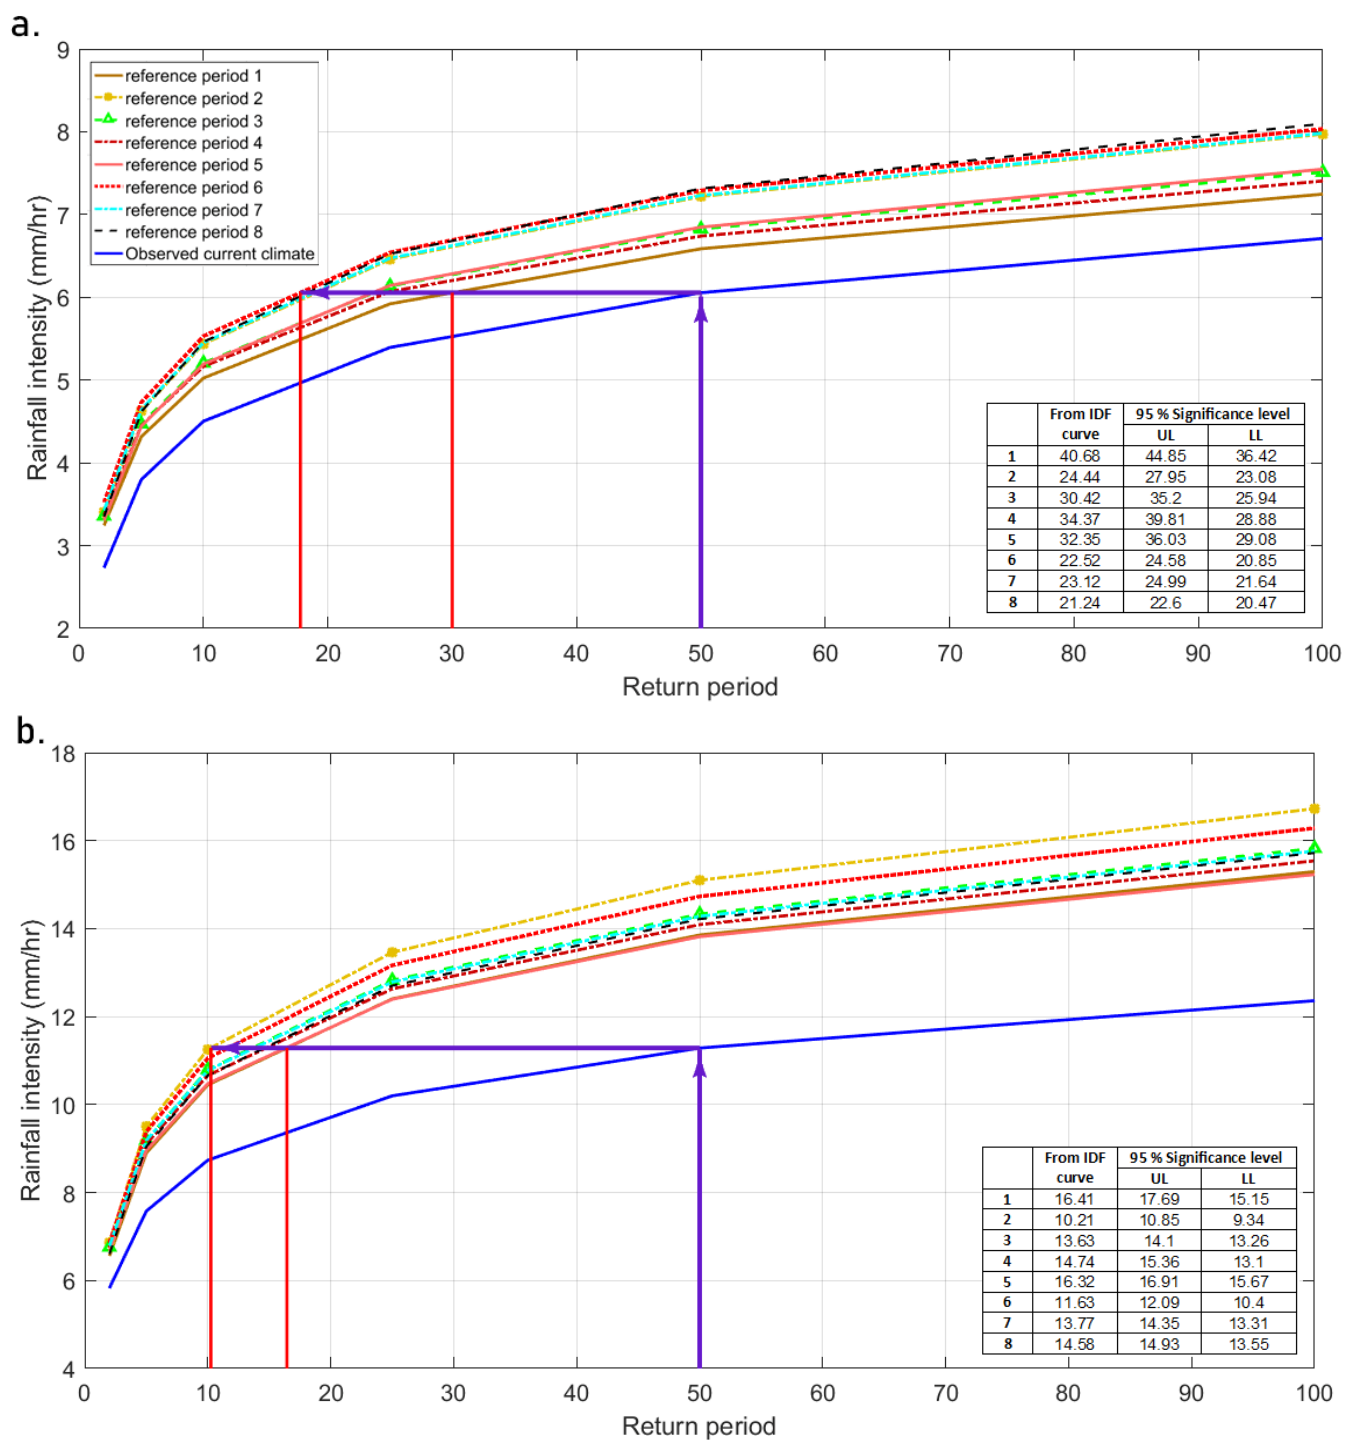 a.
9
8
7
6
5
4
3
2
Rainfall intensity (mm/hr)
reference period 1
reference period 2
reference period 3
reference period 4
reference period 5
reference period 6
reference period 7
reference period 8
Observed current climate
From IDF curve 95 % Significance level
UL LL
1 40.68 44.85 36.42
2 24.44 27.95 23.08
3 30.42 35.2 25.94
4 34.37 39.81 28.88
5 32.35 36.03 29.08
6 22.52 24.58 20.85
7 23.12 24.99 21.64
8 21.24 22.6 20.47
0 10 20 30 40 50 60 70 80 90 100
Return period
b.
18
16
14
12
10
8
6
4
Rainfall intensity (mm/hr)
From IDF curve 95 % Significance level
UL LL
1 16.41 17.69 15.15
2 10.21 10.85 9.34
3 13.63 14.1 13.26
4 14.74 15.36 13.1
5 16.32 16.91 15.67
6 11.63 12.09 10.4
7 13.77 14.35 13.31
8 14.58 14.93 13.55
0 10 20 30 40 50 60 70 80 90 100
Return period